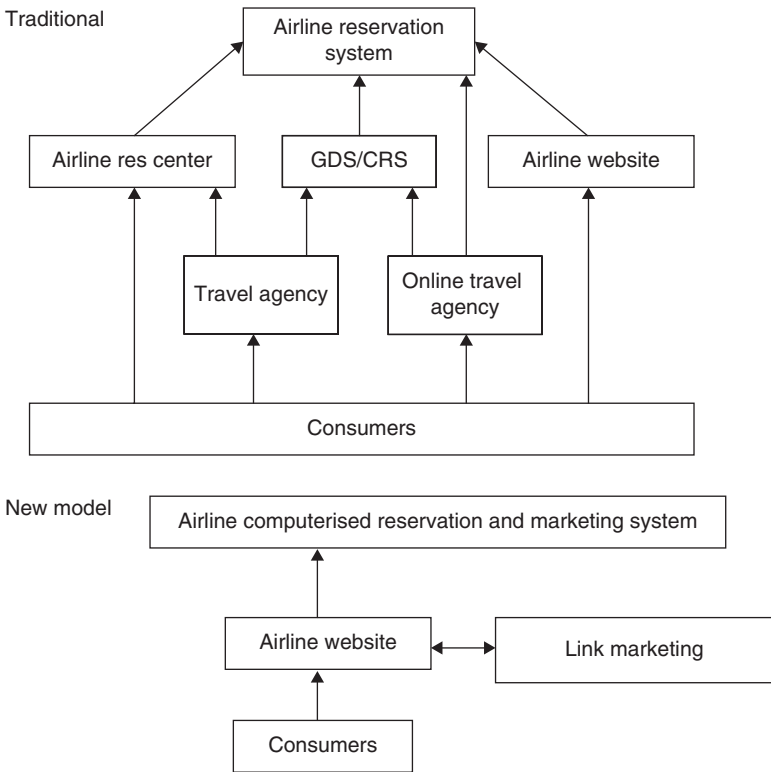 Traditional
Airline reservation
system
Airline res center
GDS/CRS
Airline website
Travel agency
Online travel
agency
Consumers
New model
Airline computerised reservation and marketing system
Airline website
Link marketing
Consumers